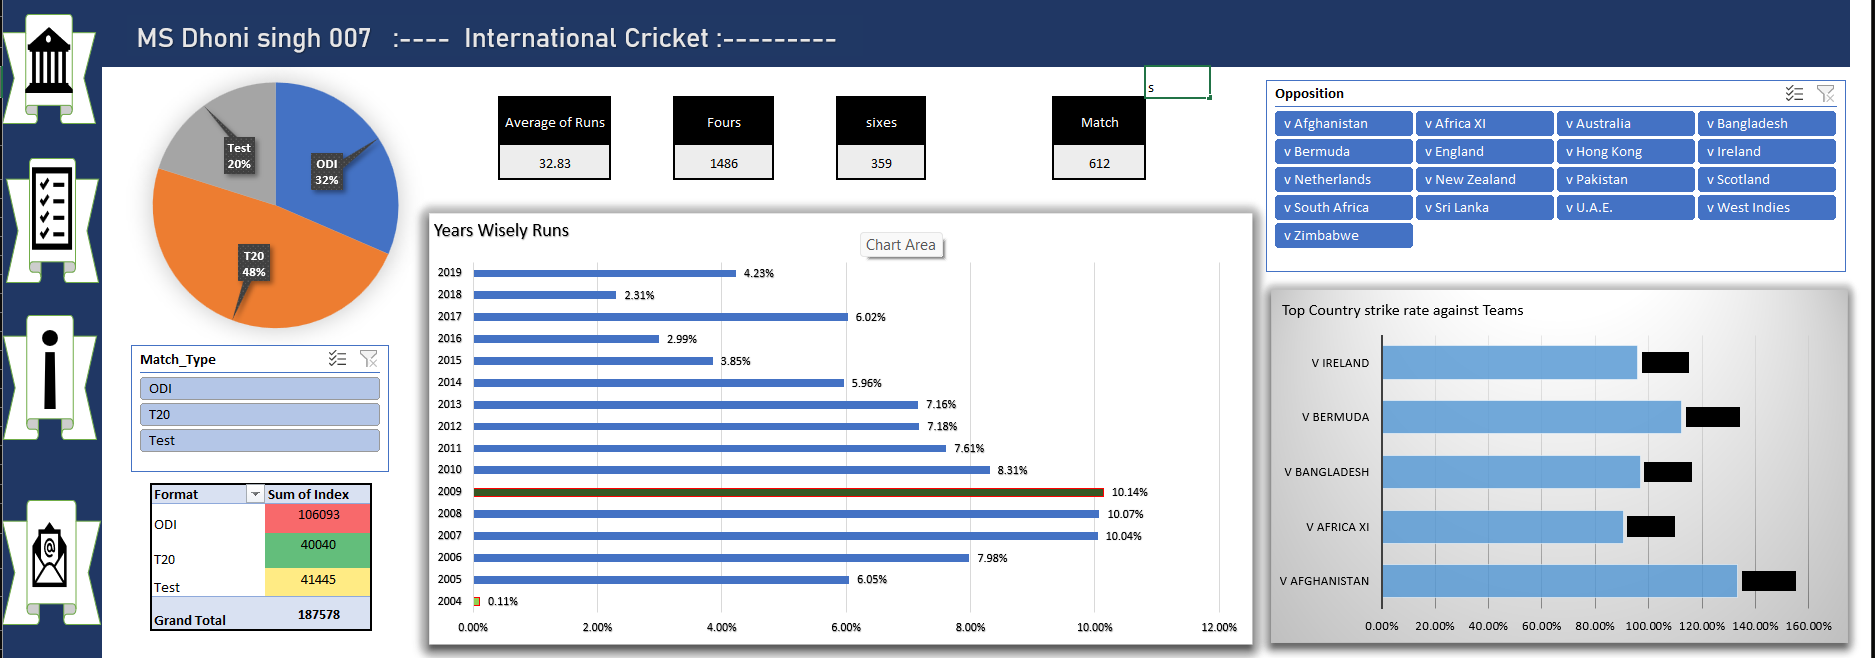 MS Dhoni singh 007 :---- International Cricket :---------
s
Test
20%
ODI
32%
T20
48%
Average of Runs
32.83
Fours
1486
sixes
359
Match
612
Opposition
v Afghanistan v Africa XI v Australia v Bangladesh
v Bermuda v England v Hong Kong v Ireland
v Netherlands v New Zealand v Pakistan v Scotland
v South Africa v Sri Lanka v U.A.E. v West Indies
v Zimbabwe
Match_Type
ODI
T20
Test
Format Sum of Index
ODI 106093
T20 40040
Test 41445
Grand Total 187578
Years Wisely Runs
Chart Area
2019 4.23%
2018 2.31%
2017 6.02%
2016 2.99%
2015 3.85%
2014 5.96%
2013 7.16%
2012 7.18%
2011 7.61%
2010 8.31%
2009 10.14%
2008 10.07%
2007 10.04%
2006 7.98%
2005 6.05%
2004 0.11%
0.00% 2.00% 4.00% 6.00% 8.00% 10.00% 12.00%
Top Country strike rate against Teams
V IRELAND
V BERMUDA
V BANGLADESH
V AFRICA XI
V AFGHANISTAN
0.00% 20.00% 40.00% 60.00% 80.00% 100.00% 120.00% 140.00% 160.00%
@